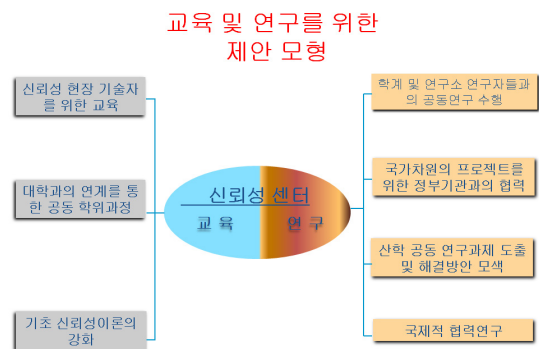 교육 및 연구를 위한
제안 모형
신뢰성 현장 기술자
를 위한 교육
대학과의 연계를 통
한 공동 학위과정
기초 신뢰성이론의
강화
신뢰성 센터
교 육 연 구
학계 및 연구소 연구자들과
의 공동연구 수행
국가차원의 프로젝트를
위한 정부기관과의 협력
산학 공동 연구과제 도출
및 해결방안 모색
국제적 협력연구